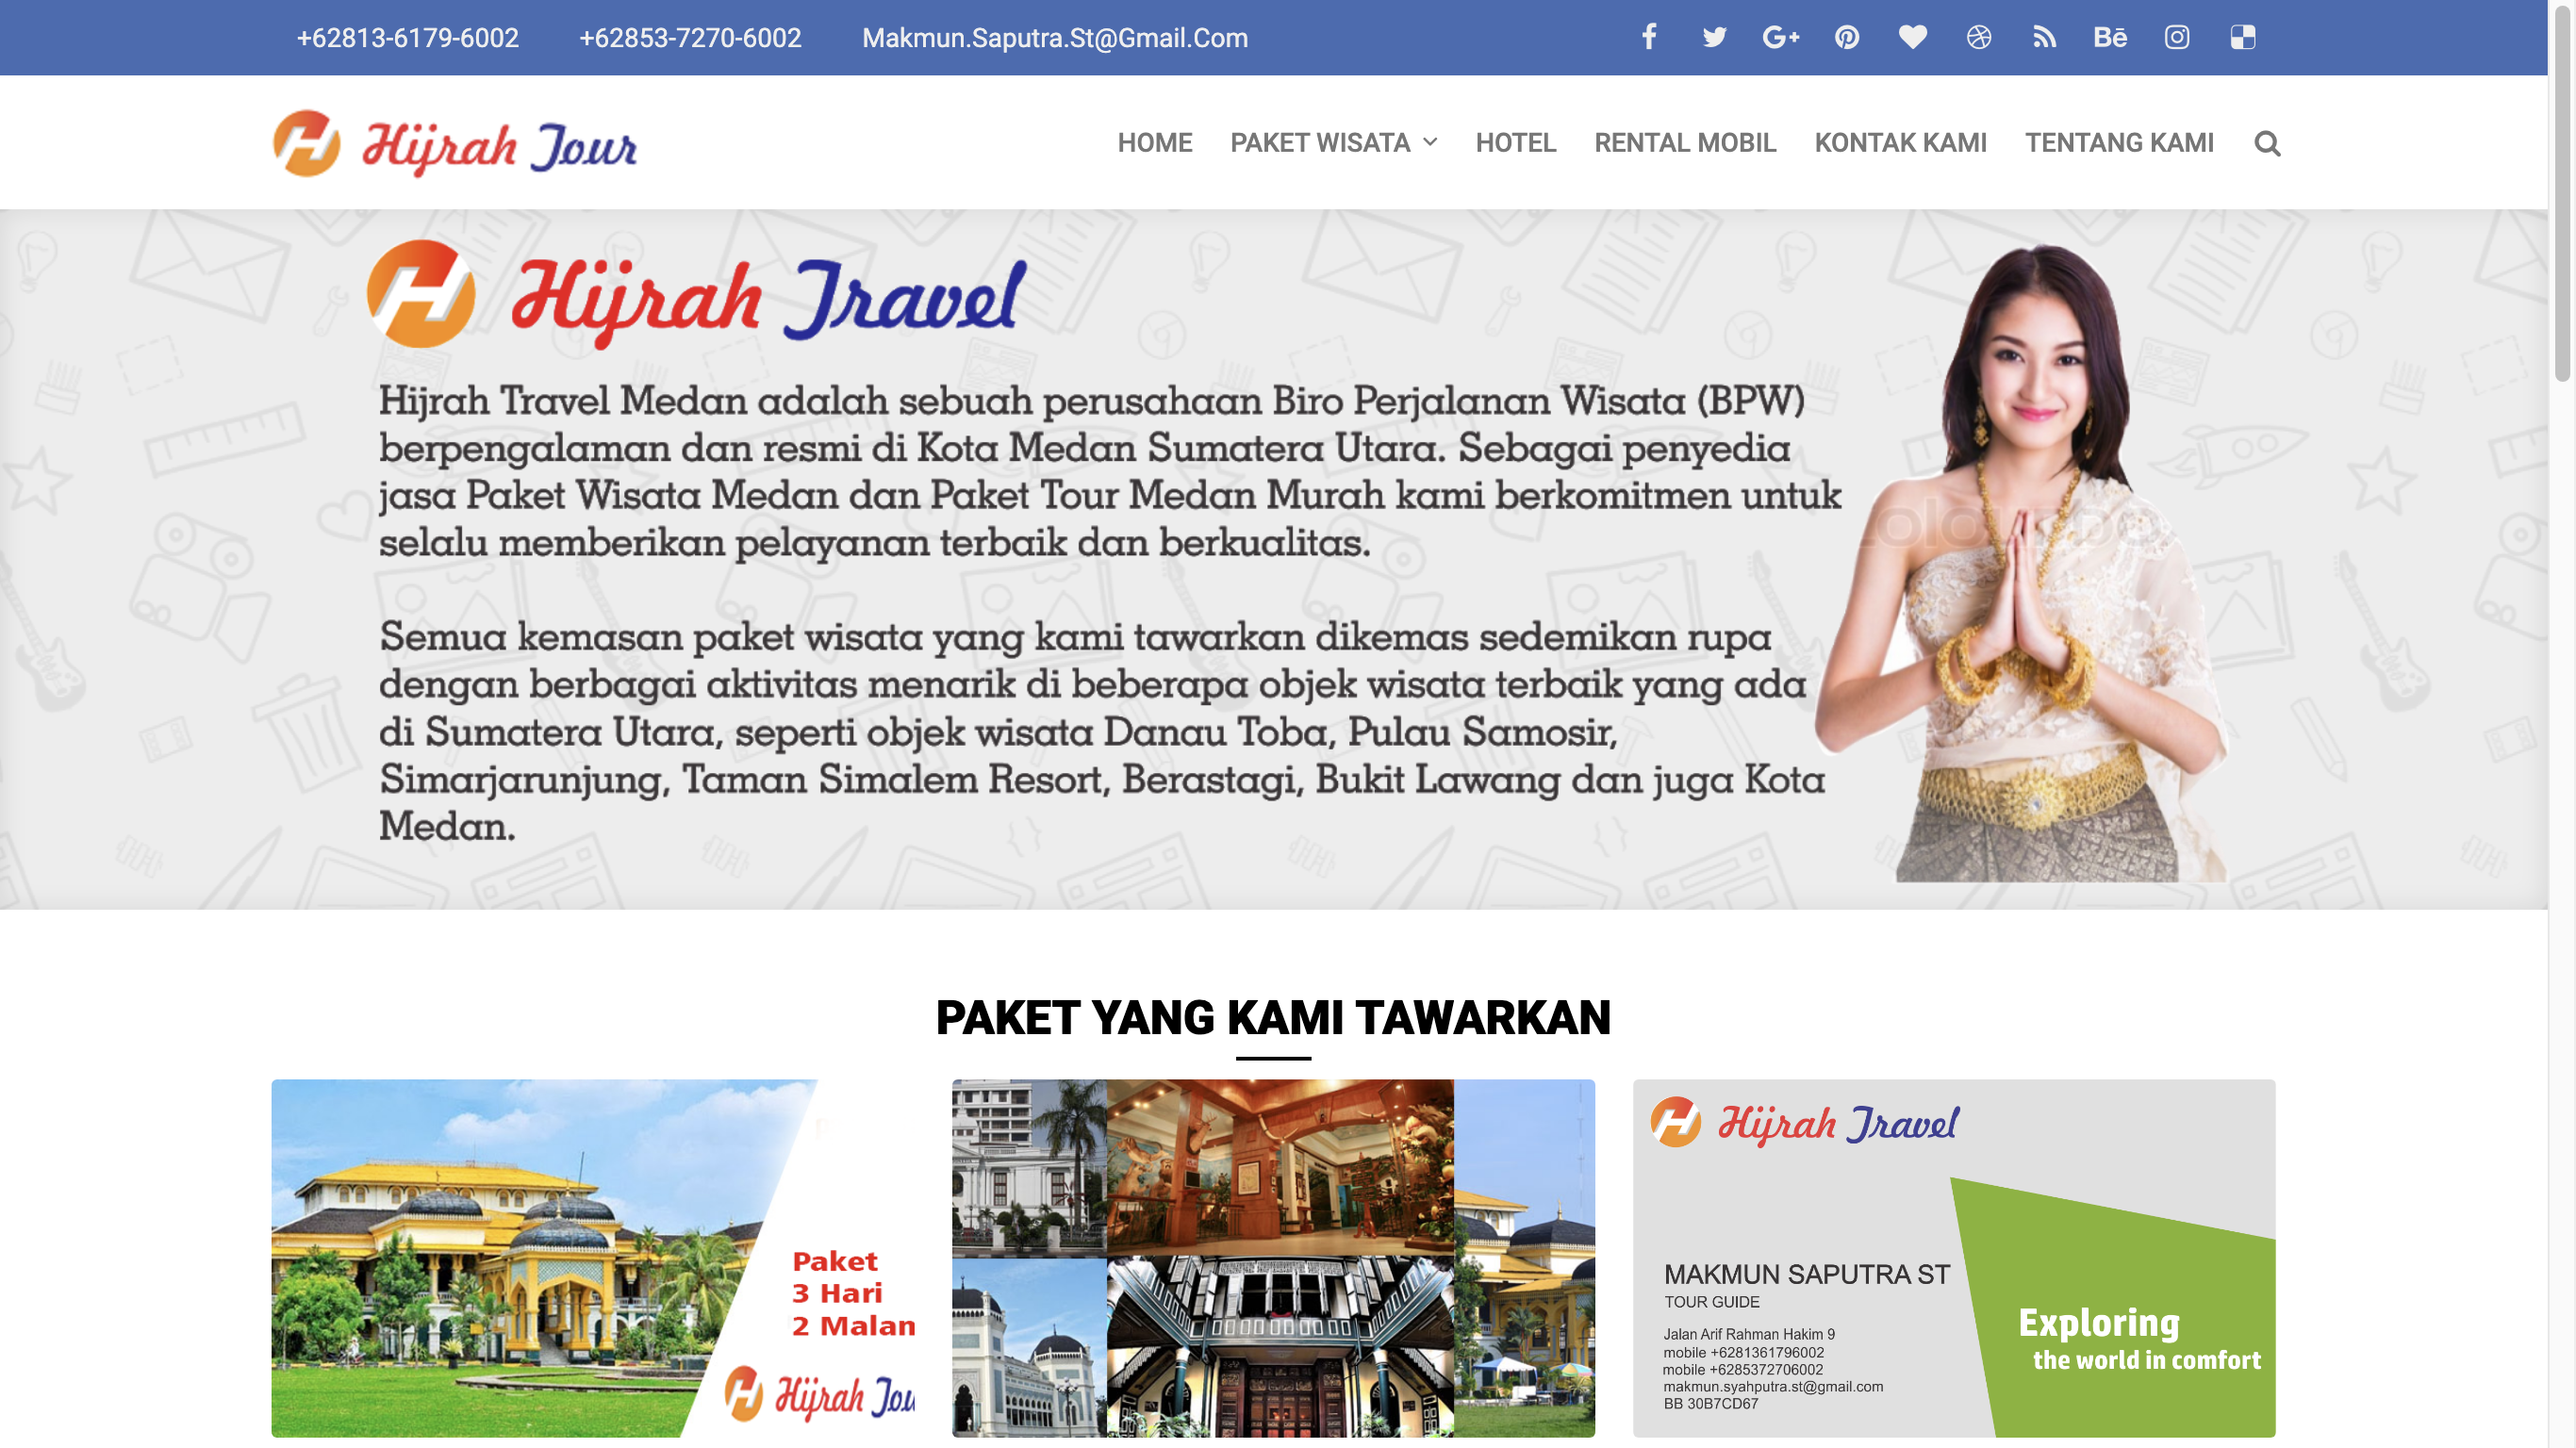 +62813-6179-6002 +62853-7270-6002 Makmun.Saputra.St@Gmail.Com
Hijrah Tour
HOME PAKET WISATA HOTEL RENTAL MOBIL KONTAK KAMI TENTANG KAMI
Hijrah Travel
Hijrah Travel Medan adalah sebuah perusahaan Biro Perjalanan Wisata (BPW)
berpengalaman dan resmi di Kota Medan Sumatera Utara. Sebagai penyedia
jasa Paket Wisata Medan dan Paket Tour Medan Murah kami berkomitmen untuk
selalu memberikan pelayanan terbaik dan berkualitas.
Semua kemasan paket wisata yang kami tawarkan dikemas sedemikan rupa
dengan berbagai aktivitas menarik di beberapa objek wisata terbaik yang ada
di Sumatera Utara, seperti objek wisata Danau Toba, Pulau Samosir,
Simarjarunjung, Taman Simalem Resort, Berastagi, Bukit Lawang dan juga Kota
Medan.
PAKET YANG KAMI TAWARKAN
Paket
3 Hari
2 Malan
Hijrah Tou
Hijrah Travel
MAKMUN SAPUTRA ST
TOUR GUIDE
Jalan Arif Rahman Hakim 9
mobile +6281361796002
mobile +6285372706002
makmun.syahputra.st@gmail.com
BB 30B7CD67
Exploring
the world in comfort